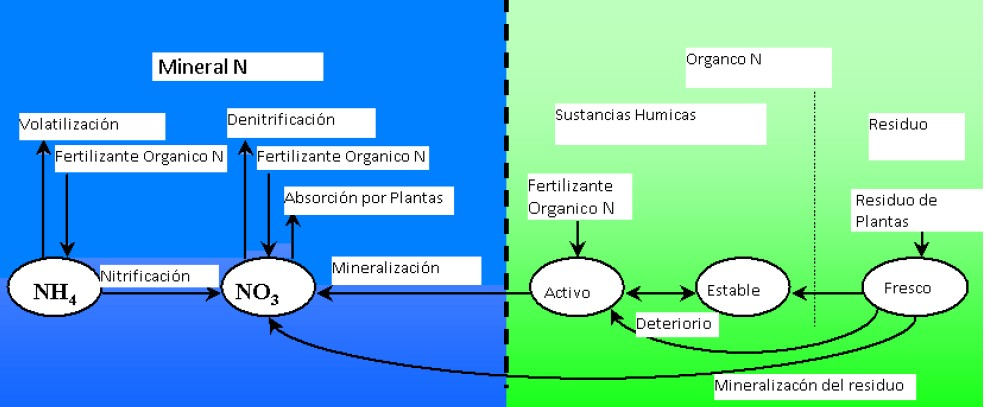 Mineral N
Organco N
Volatilización
Denitrificación
Sustancias Humicas
Residuo
Fertilizante Organico N
Fertilizante Organico N
Absorción por Plantas
Fertilizante
Organico N
Residuo de
Plantas
Nitrificación
Mineralización
NH4
NO3
Activo
Estable
Fresco
Deterioro
Mineralizacón del residuo